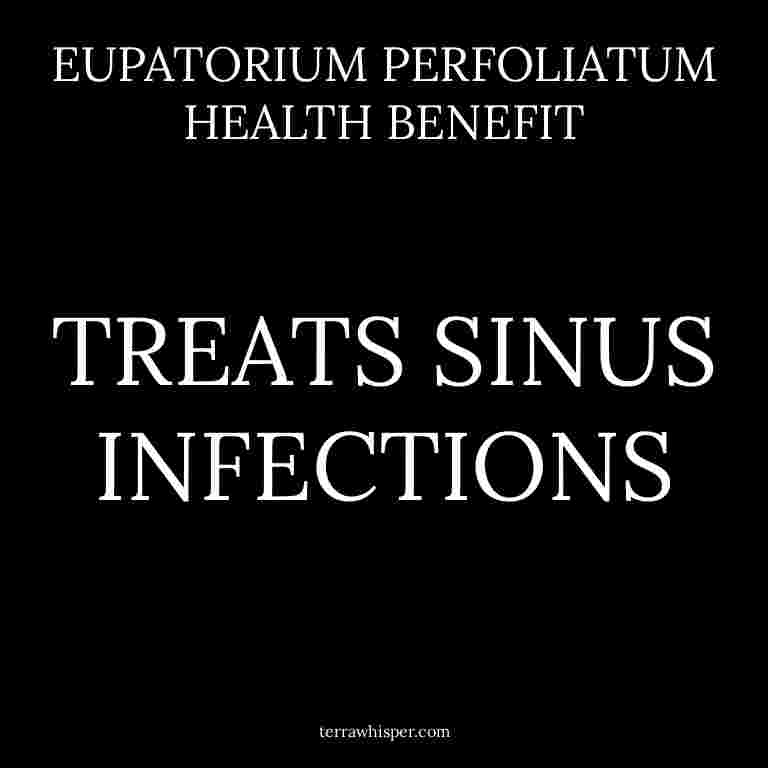 EUPATORIUM PERFOLIATUM
HEALTH BENEFIT
TREATS SINUS
INFECTIONS
terrawhisper.com